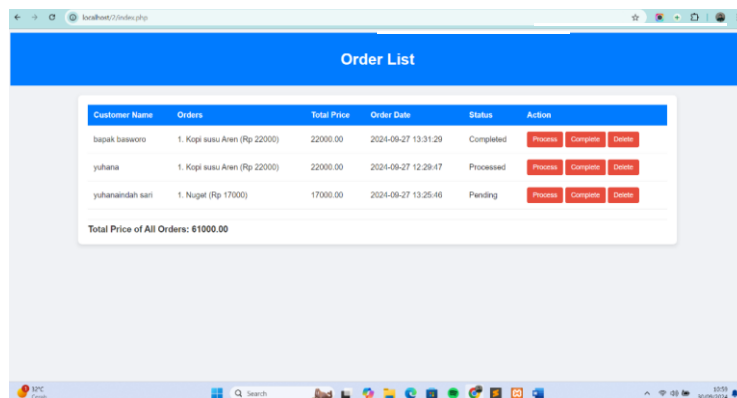 localhost/2/index.php
Order List
Customer Name Orders Total Price Order Date Status Action
bapak basworo 1. Kopi susu Aren (Rp 22000) 22000.00 2024-09-27 13:31:29 Completed Process Complete Delete
yuhana 1. Kopi susu Aren (Rp 22000) 22000.00 2024-09-27 12:29:47 Processed Process Complete Delete
yuhanaindah sari 1. Nuget (Rp 17000) 17000.00 2024-09-27 13:25:46 Pending Process Complete Delete
Total Price of All Orders: 61000.00
Search
10:53